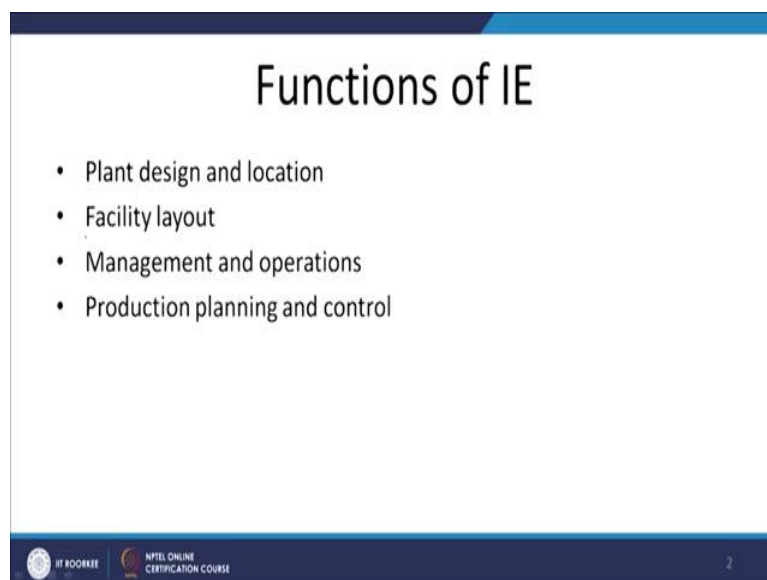 Functions of IE
• Plant design and location
• Facility layout
• Management and operations
• Production planning and control
IIT ROORKEE
NPTEL ONLINE
CERTIFICATION COURSE
2